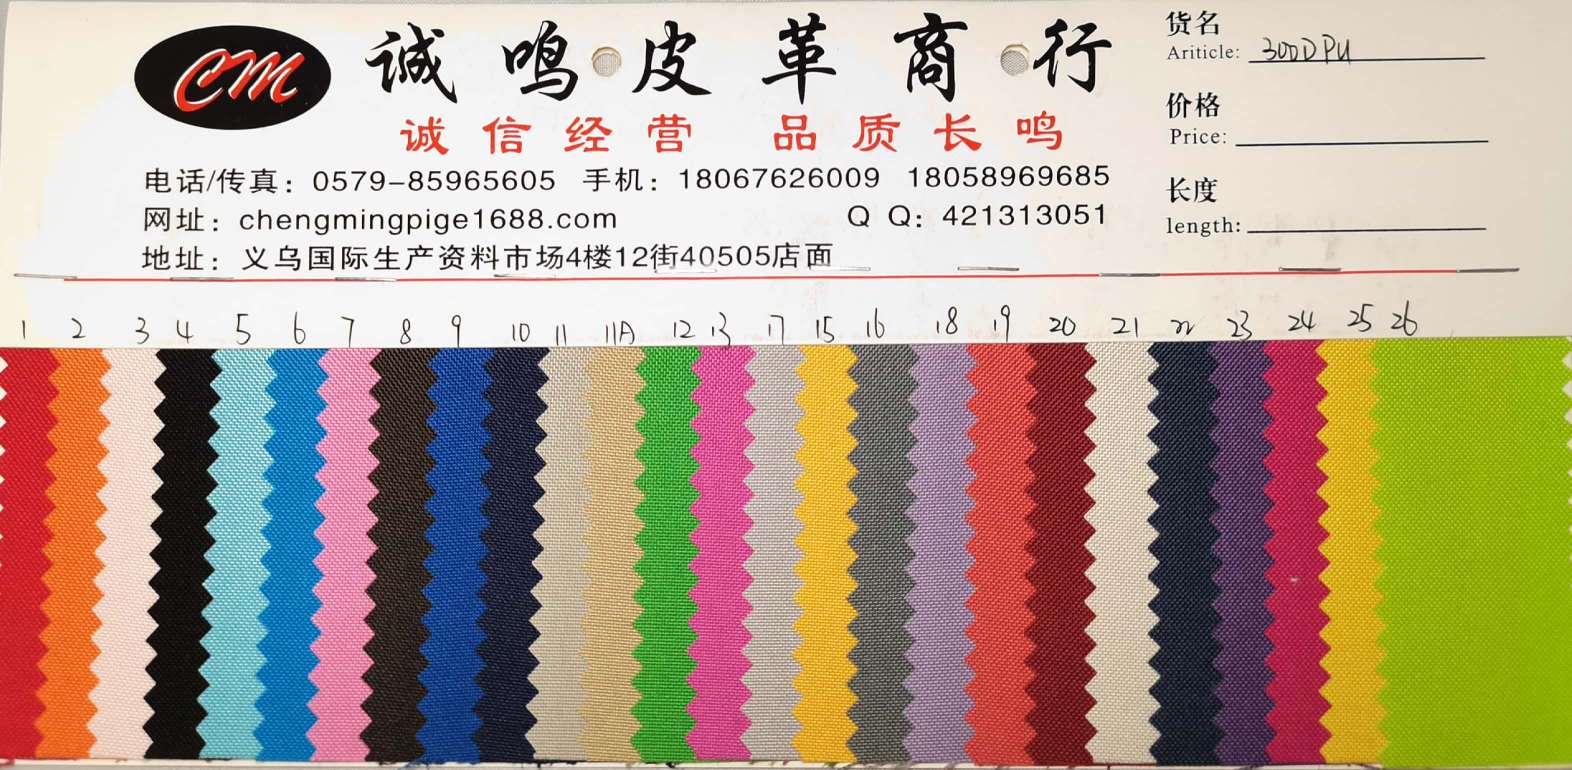 CM
诚鸣皮革商行
诚信经营 品质长鸣
电话/传真：0579-85965605 手机：18067626009 18058969685
网址：chengmingpige1688.com QQ：421313051
地址：义乌国际生产资料市场4楼12街40505店面
货名
Ariticle: 300DPU
价格
Price:
长度
length:
1 2 3 4 5 6 7 8 9 10 11 11A 12 13 17 15 16 18 19 20 21 22 23 24 25 26